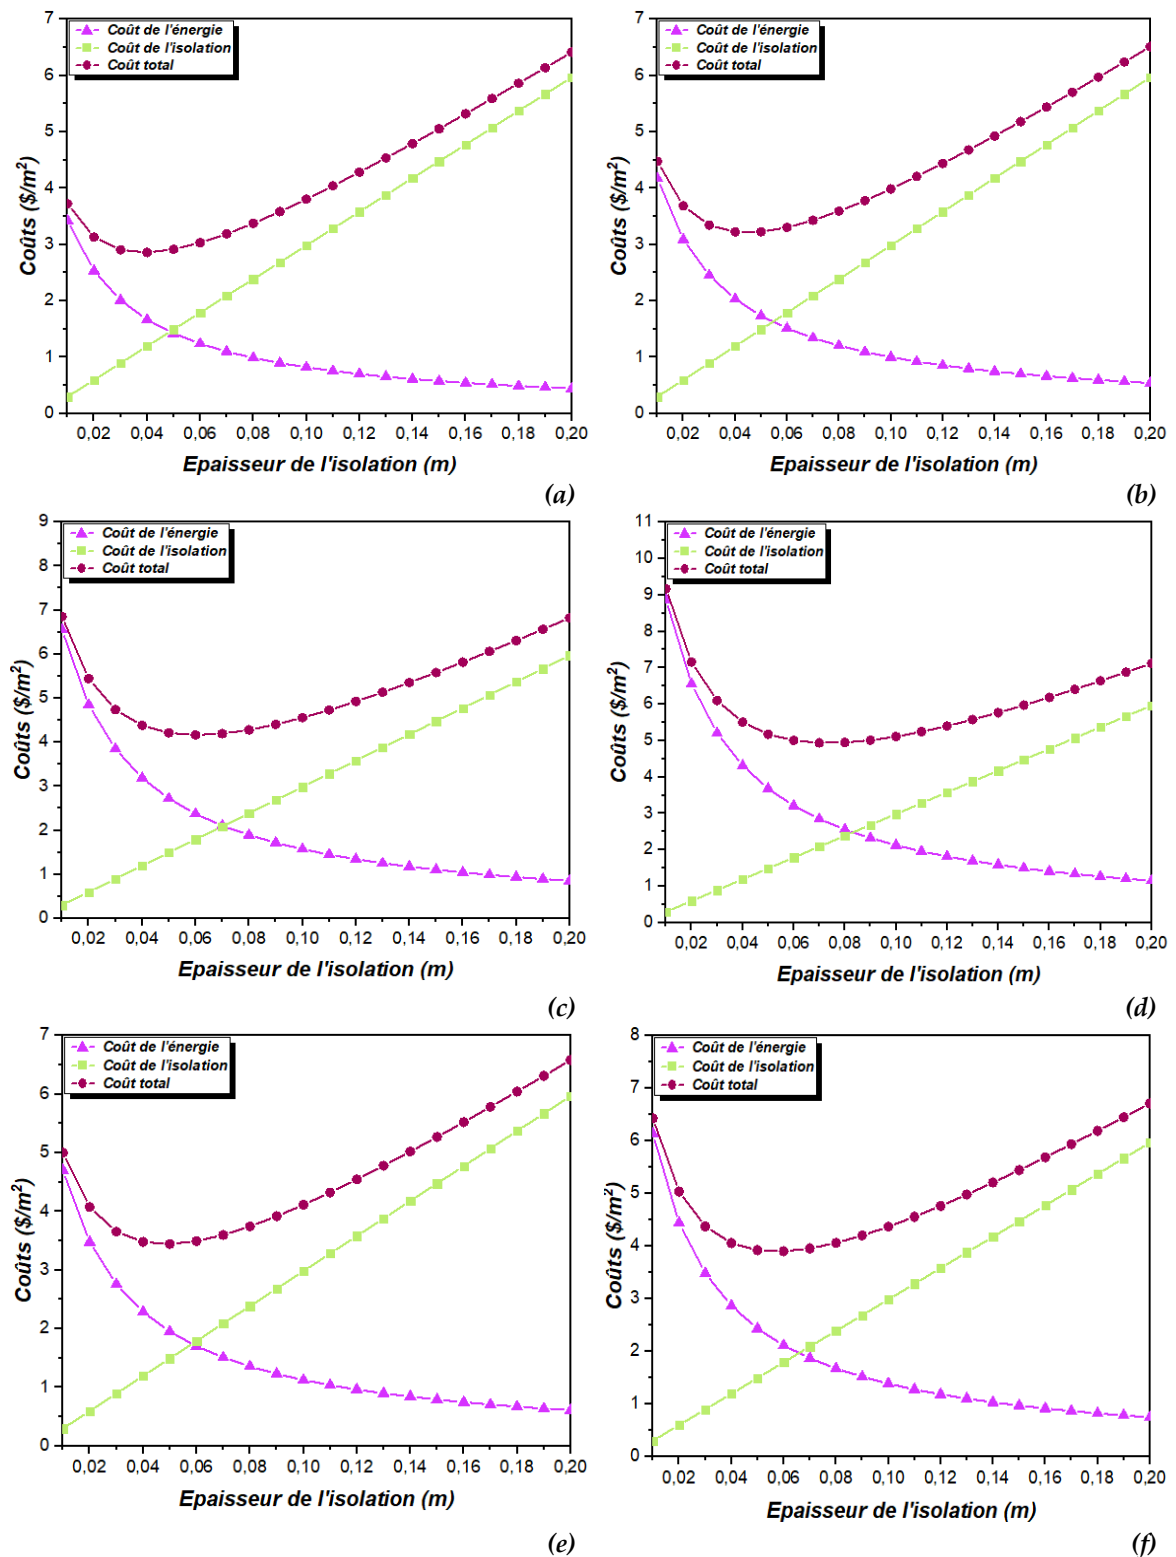 Coût de l'énergie
Coût de l'isolation
Coût total
7
6
5
4
3
2
1
0
Coûts ($/m²)
0,02 0,04 0,06 0,08 0,10 0,12 0,14 0,16 0,18 0,20
Epaisseur de l'isolation (m)
(a)
Coût de l'énergie
Coût de l'isolation
Coût total
7
6
5
4
3
2
1
0
Coûts ($/m²)
0,02 0,04 0,06 0,08 0,10 0,12 0,14 0,16 0,18 0,20
Epaisseur de l'isolation (m)
(b)
Coût de l'énergie
Coût de l'isolation
Coût total
9
8
7
6
5
4
3
2
1
0
Coûts ($/m²)
0,02 0,04 0,06 0,08 0,10 0,12 0,14 0,16 0,18 0,20
Epaisseur de l'isolation (m)
(c)
Coût de l'énergie
Coût de l'isolation
Coût total
11
10
9
8
7
6
5
4
3
2
1
0
Coûts ($/m²)
0,02 0,04 0,06 0,08 0,10 0,12 0,14 0,16 0,18 0,20
Epaisseur de l'isolation (m)
(d)
Coût de l'énergie
Coût de l'isolation
Coût total
7
6
5
4
3
2
1
0
Coûts ($/m²)
0,02 0,04 0,06 0,08 0,10 0,12 0,14 0,16 0,18 0,20
Epaisseur de l'isolation (m)
(e)
Coût de l'énergie
Coût de l'isolation
Coût total
8
7
6
5
4
3
2
1
0
Coûts ($/m²)
0,02 0,04 0,06 0,08 0,10 0,12 0,14 0,16 0,18 0,20
Epaisseur de l'isolation (m)
(f)